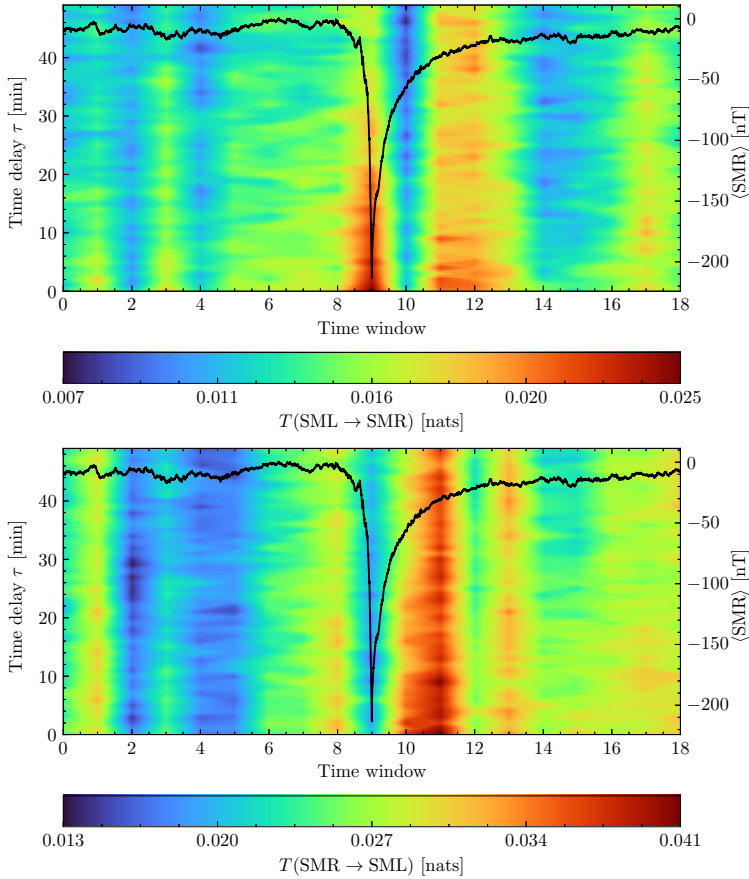 40
30
20
10
0
Time delay τ [min]
0
−50
−100
−150
−200
⟨SMR⟩ [nT]
0 2 4 6 8 10 12 14 16 18
Time window
0.007 0.011 0.016 0.020 0.025
T(SML → SMR) [nats]
40
30
20
10
0
Time delay τ [min]
0
−50
−100
−150
−200
⟨SMR⟩ [nT]
0 2 4 6 8 10 12 14 16 18
Time window
0.013 0.020 0.027 0.034 0.041
T(SMR → SML) [nats]